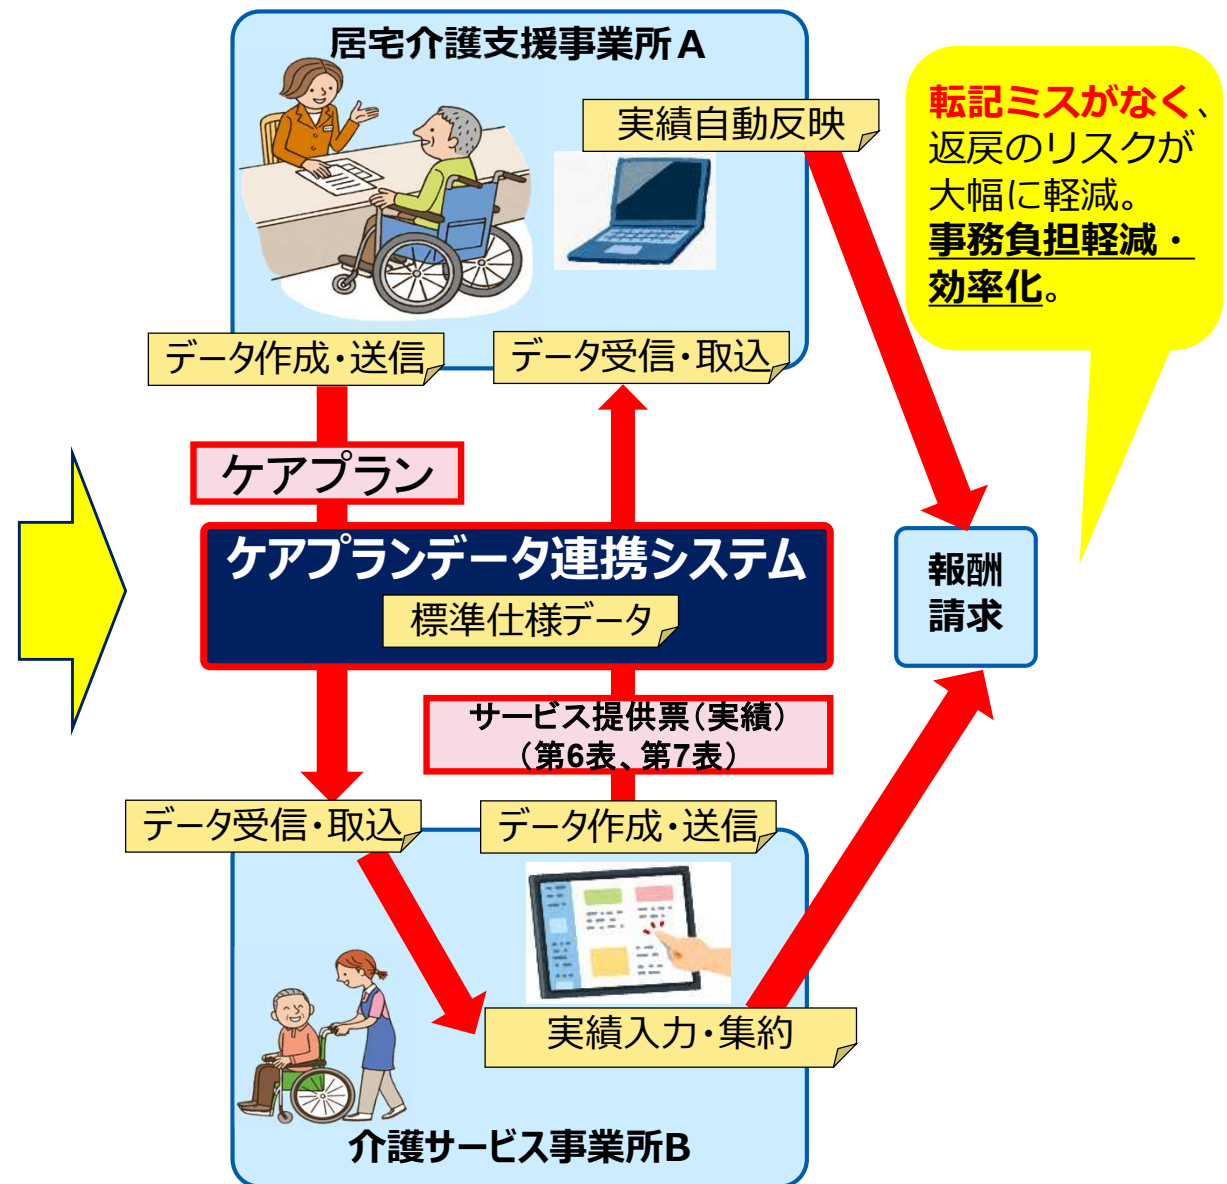 居宅介護支援事業所A
実績自動反映
転記ミスがなく、
返戻のリスクが
大幅に軽減。
事務負担軽減・
効率化。
データ作成・送信
データ受信・取込
ケアプラン
ケアプランデータ連携システム
標準仕様データ
報酬
請求
サービス提供票（実績）
（第6表、第7表）
データ受信・取込
データ作成・送信
実績入力・集約
介護サービス事業所B